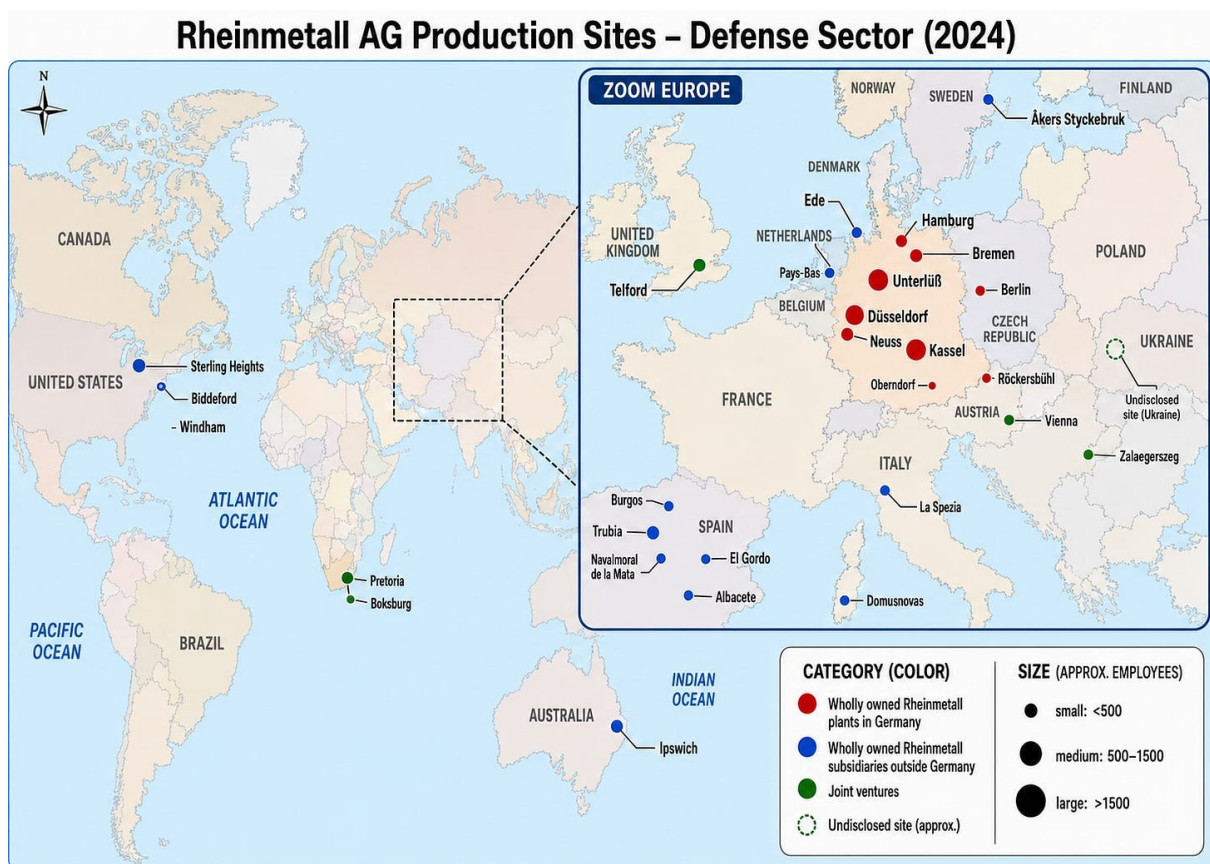 Rheinmetall AG Production Sites – Defense Sector (2024)
N
ZOOM EUROPE
NORWAY
SWEDEN
FINLAND
Åkers Styckebruk
DENMARK
Ede
Hamburg
UNITED
KINGDOM
NETHERLANDS
Bremen
POLAND
Pays-Bas
Telford
Unterlüß
Berlin
BELGIUM
Düsseldorf
CZECH
REPUBLIC
Neuss
Kassel
UKRAINE
Oberndorf
Röckersbühl
Undisclosed
site (Ukraine)
FRANCE
AUSTRIA
Vienna
Zalaegerszeg
ITALY
La Spezia
Burgos
Trubia
SPAIN
Navalmoral
de la Mata
El Gordo
Albacete
Domusnovas
CANADA
UNITED STATES
Sterling Heights
Biddeford
- Windham
ATLANTIC
OCEAN
Pretoria
Boksburg
PACIFIC
OCEAN
BRAZIL
INDIAN
OCEAN
AUSTRALIA
Ipswich
CATEGORY (COLOR)
Wholly owned Rheinmetall
plants in Germany
Wholly owned Rheinmetall
subsidiaries outside Germany
Joint ventures
Undisclosed site (approx.)
SIZE (APPROX. EMPLOYEES)
small: <500
medium: 500–1500
large: >1500